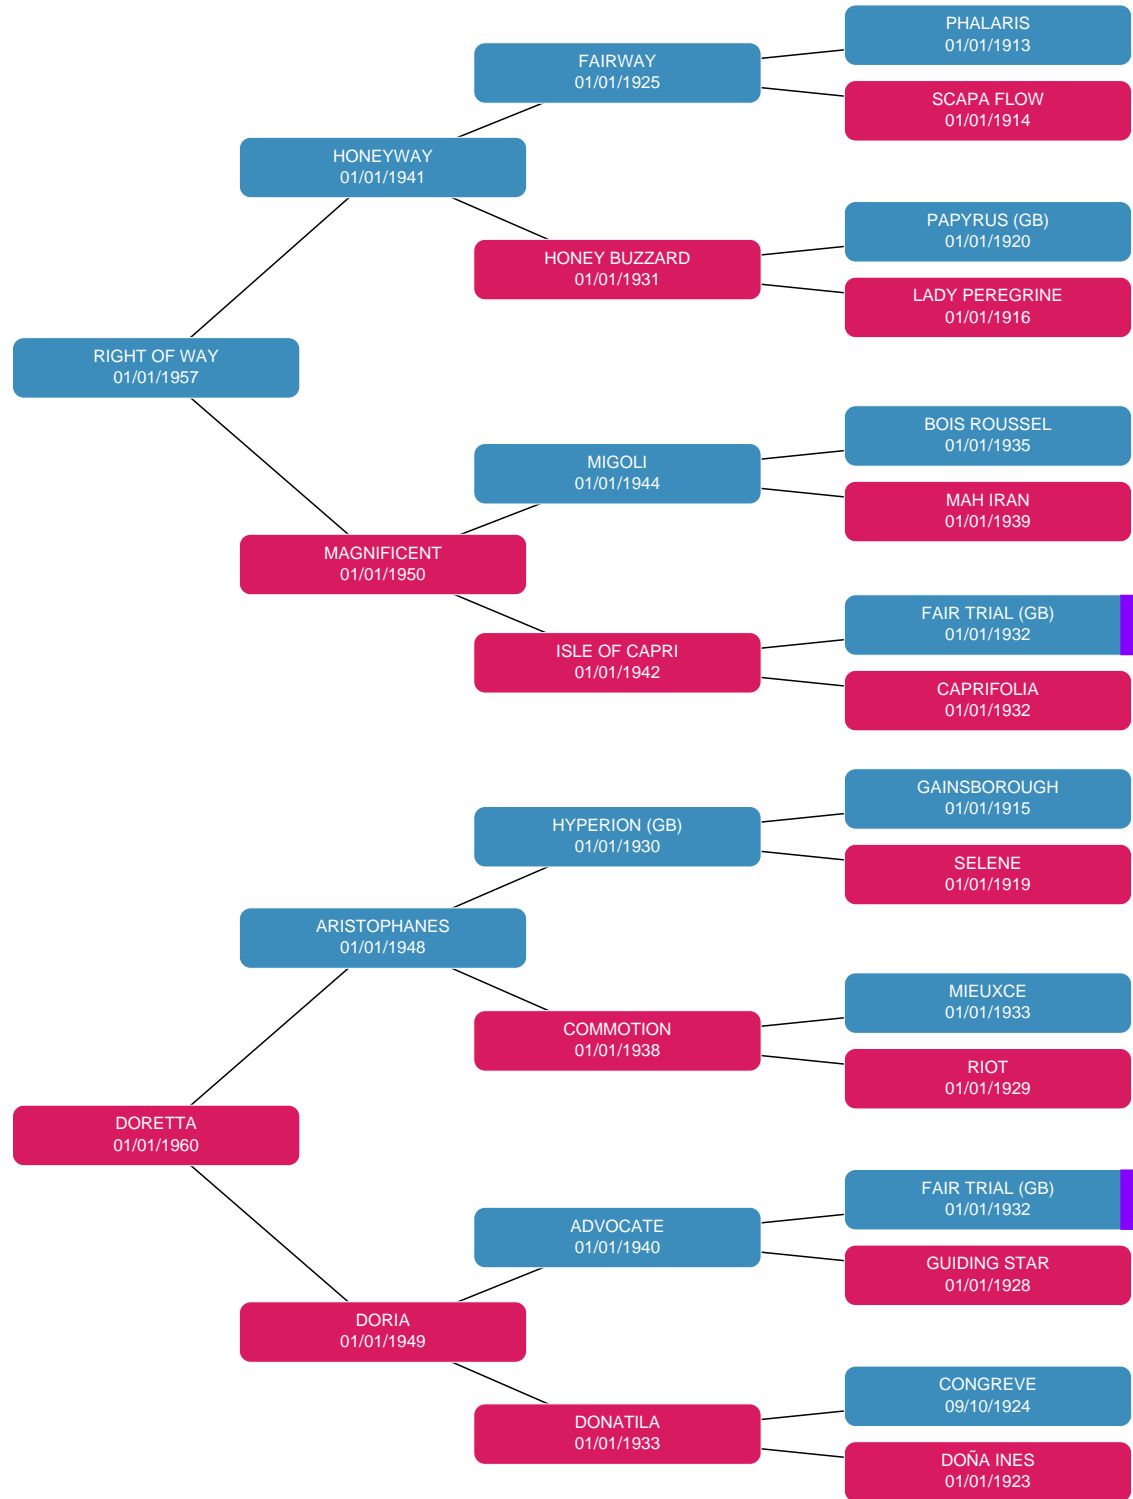 PHALARIS
01/01/1913
FAIRWAY
01/01/1925
SCAPA FLOW
01/01/1914
HONEYWAY
01/01/1941
PAPYRUS (GB)
01/01/1920
HONEY BUZZARD
01/01/1931
LADY PEREGRINE
01/01/1916
RIGHT OF WAY
01/01/1957
BOIS ROUSSEL
01/01/1935
MIGOLI
01/01/1944
MAH IRAN
01/01/1939
MAGNIFICENT
01/01/1950
FAIR TRIAL (GB)
01/01/1932
ISLE OF CAPRI
01/01/1942
CAPRIFOLIA
01/01/1932
GAINSBOROUGH
01/01/1915
HYPERION (GB)
01/01/1930
SELENE
01/01/1919
ARISTOPHANES
01/01/1948
MIEUXCE
01/01/1933
COMMOTION
01/01/1938
RIOT
01/01/1929
DORETTA
01/01/1960
FAIR TRIAL (GB)
01/01/1932
ADVOCATE
01/01/1940
GUIDING STAR
01/01/1928
DORIA
01/01/1949
CONGREVE
09/10/1924
DONATILA
01/01/1933
DOÑA INES
01/01/1923